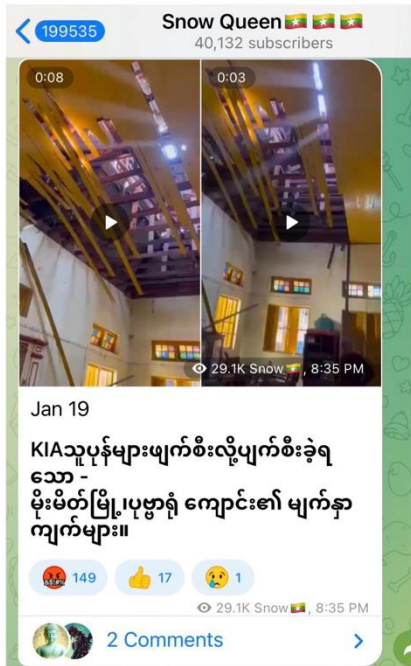 199535
Snow Queen🇲🇲 🇲🇲 🇲🇲
40,132 subscribers
0:08
0:03
29.1K Snow🇲🇲, 8:35 PM
Jan 19
KIAသူပုန်များဖျက်စီးလို့ပျက်စီးခဲ့ရ
သော -
မိုးမိတ်မြို့၊ပုဗ္ဗာရုံ ကျောင်း၏ မျက်နှာ
ကျက်များ။
149
17
1
29.1K Snow🇲🇲, 8:35 PM
2 Comments